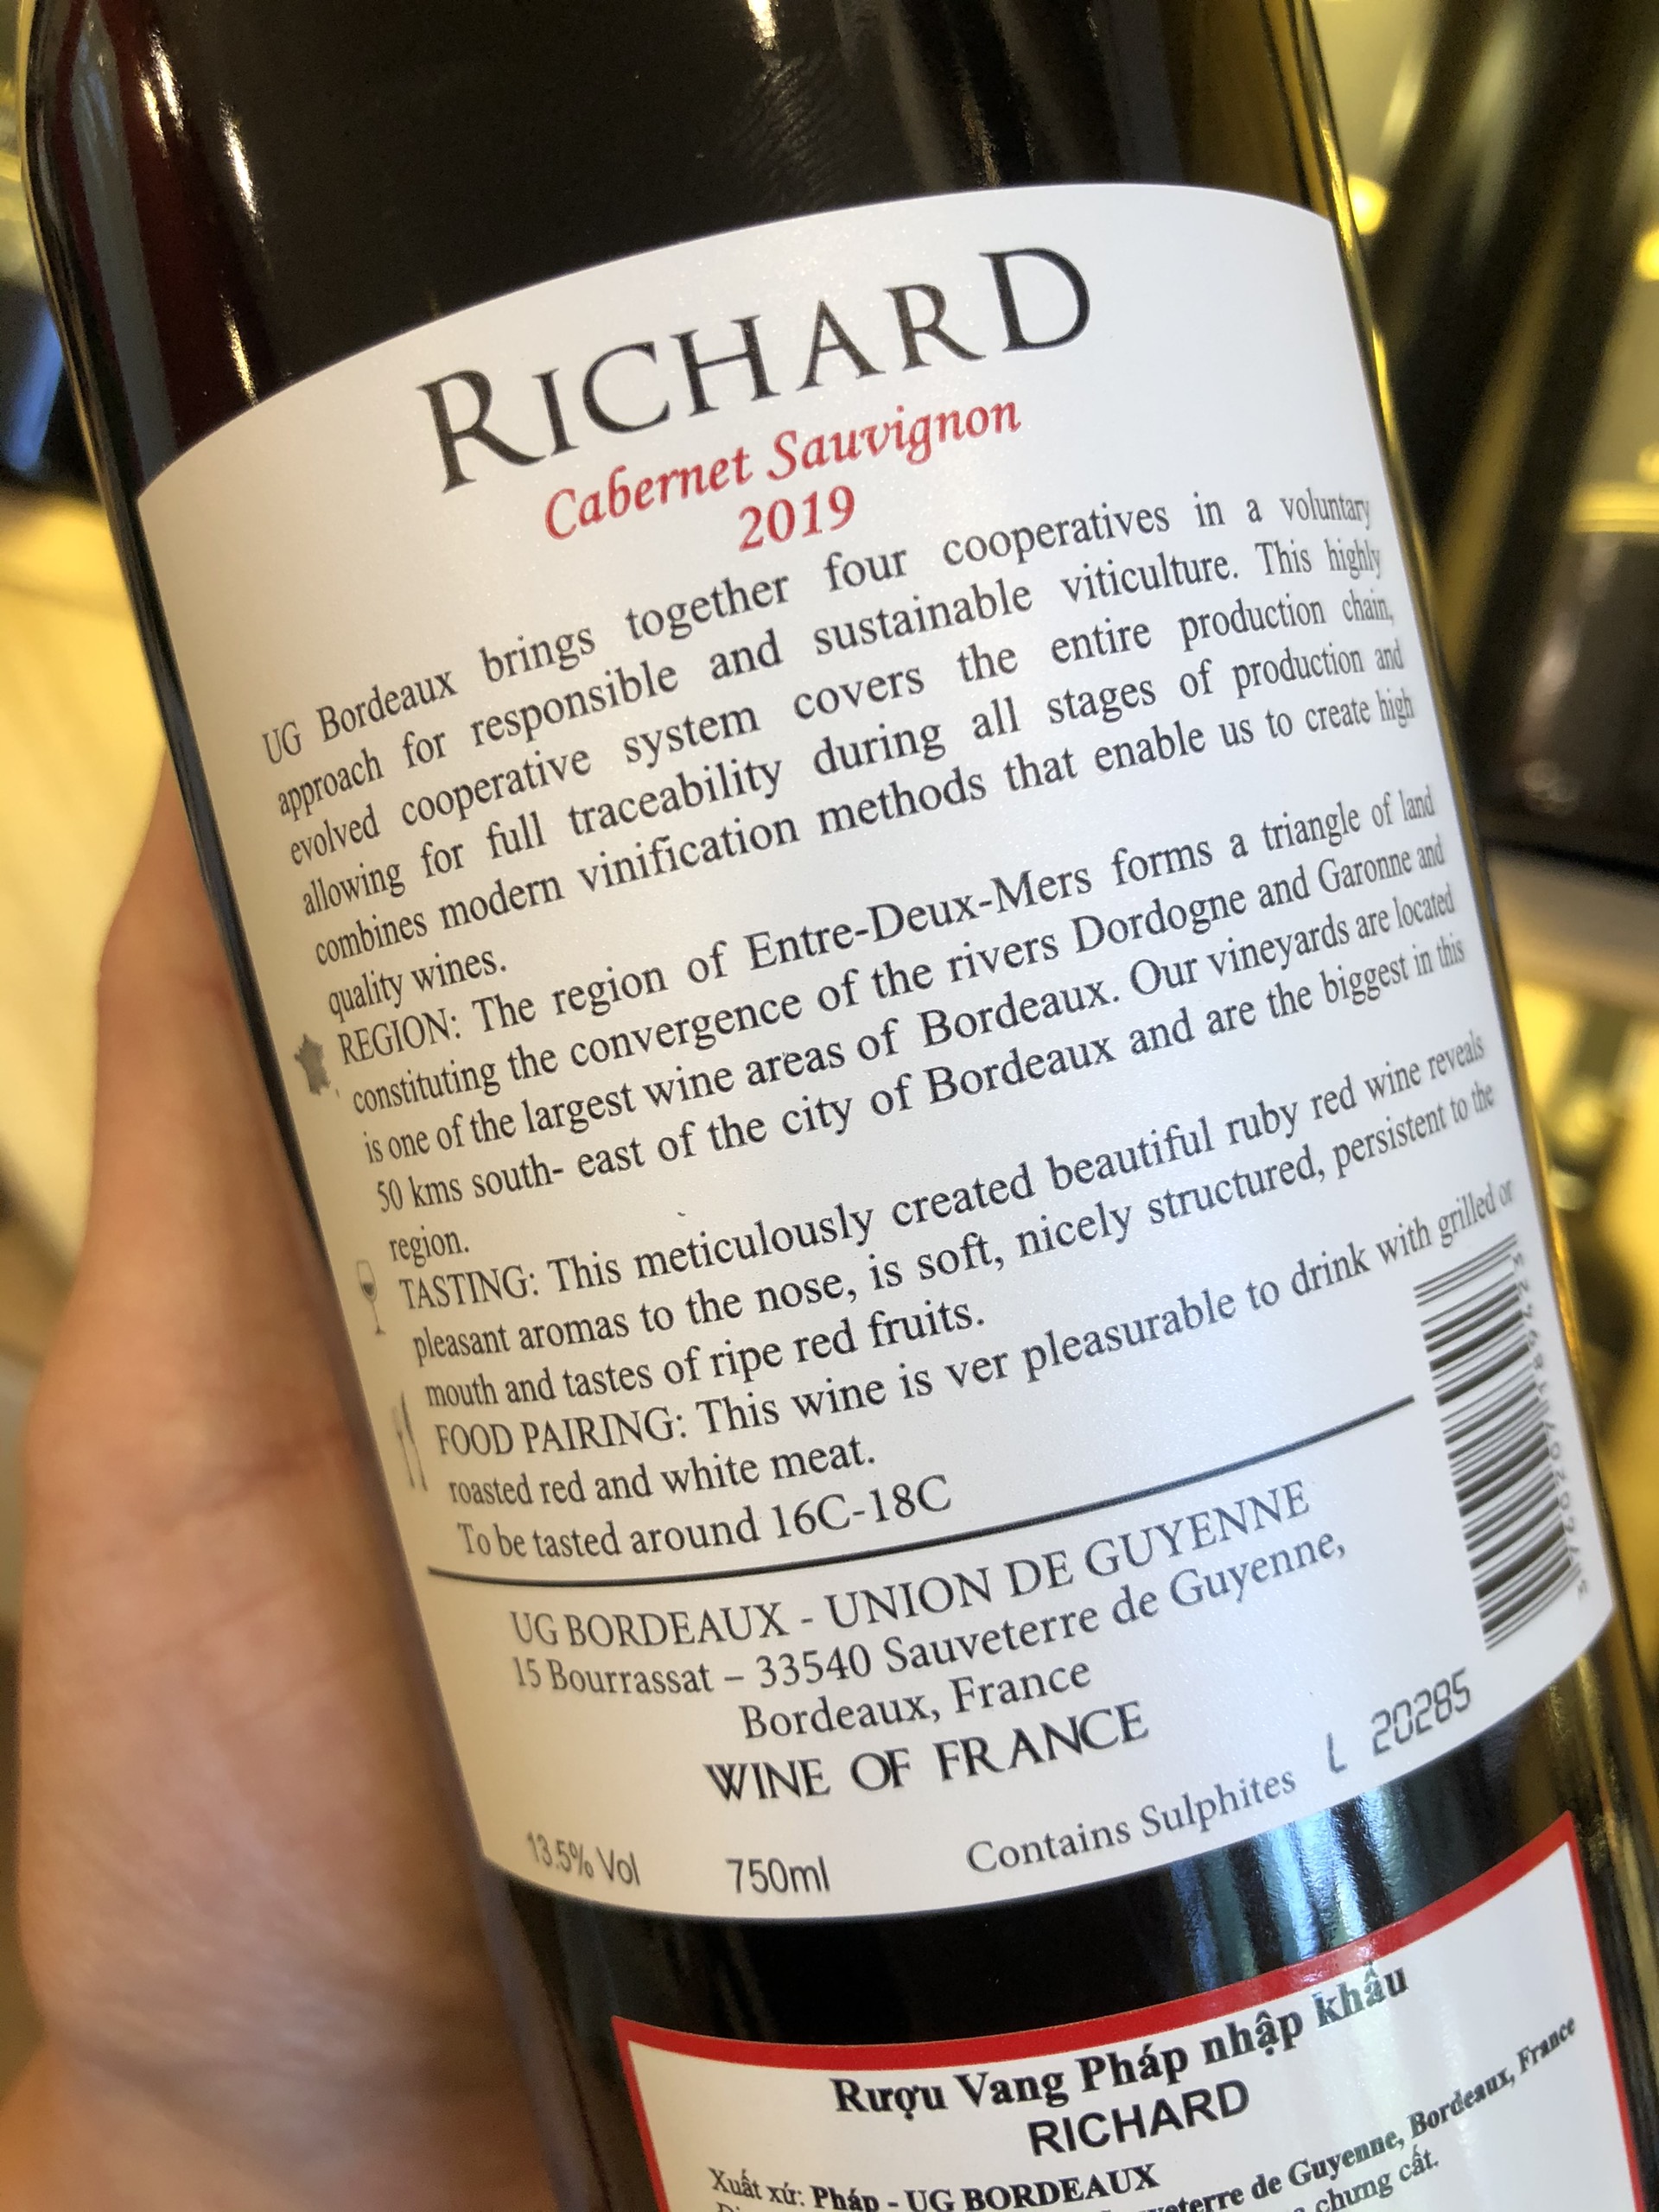 RICHARD
Cabernet Sauvignon
2019
UG Bordeaux brings together four cooperatives in a voluntary
approach for responsible and sustainable viticulture. This highly
evolved cooperative system covers the entire production chain,
allowing for full traceability during all stages of production and
combines modern vinification methods that enable us to create high
quality wines.
REGION: The region of Entre-Deux-Mers forms a triangle of land
constituting the convergence of the rivers Dordogne and Garonne and
is one of the largest wine areas of Bordeaux. Our vineyards are located
50 kms south- east of the city of Bordeaux and are the biggest in this
region.
TASTING: This meticulously created beautiful ruby red wine reveals
pleasant aromas to the nose, is soft, nicely structured, persistent to the
mouth and tastes of ripe red fruits.
FOOD PAIRING: This wine is ver pleasurable to drink with grilled or
roasted red and white meat.
To be tasted around 16C-18C
UG BORDEAUX - UNION DE GUYENNE
15 Bourrassat – 33540 Sauveterre de Guyenne,
Bordeaux, France
WINE OF FRANCE
L 20285
13.5% Vol 750ml Contains Sulphites
Rượu Vang Pháp nhập khẩu
RICHARD
Xuất xứ: Pháp - UG BORDEAUX
de Guyenne, Bordeaux, France
chưng cất.